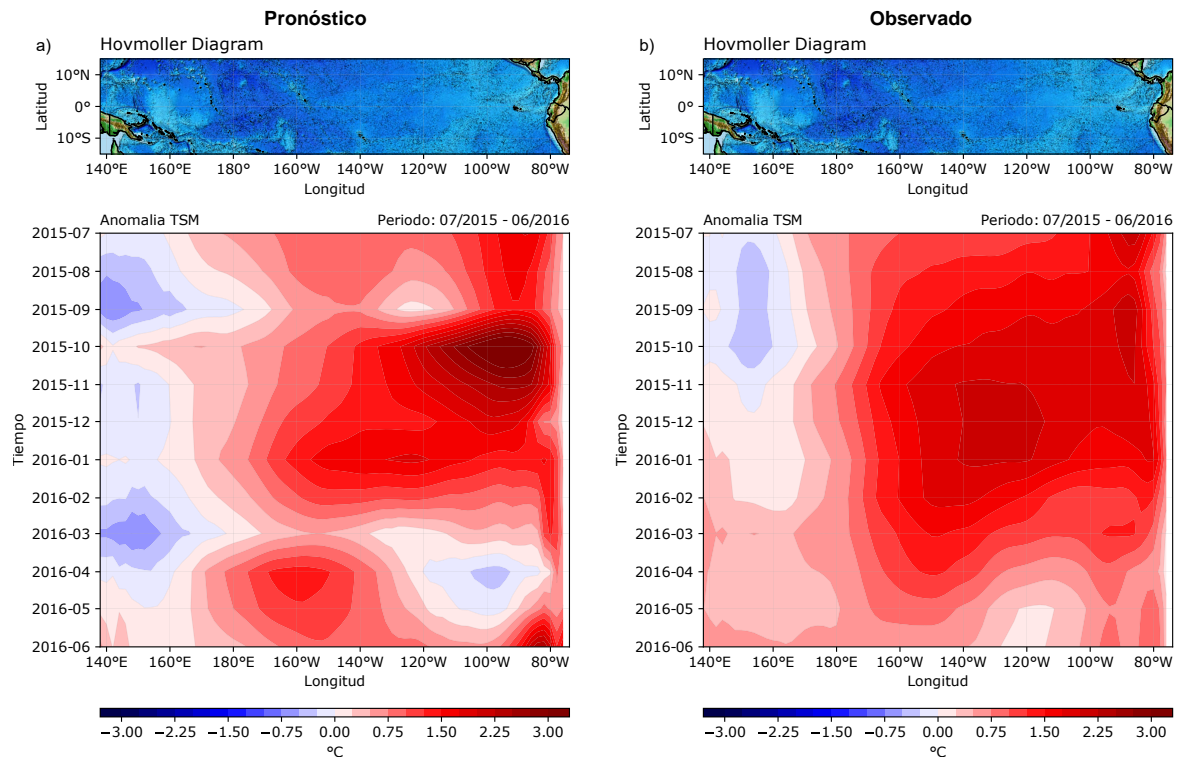 Pronóstico
a)
Hovmoller Diagram
Latitud
10°N
0°
10°S
140°E 160°E 180° 160°W 140°W 120°W 100°W 80°W
Longitud
Anomalia TSM Periodo: 07/2015 - 06/2016
Tiempo
2015-07
2015-08
2015-09
2015-10
2015-11
2015-12
2016-01
2016-02
2016-03
2016-04
2016-05
2016-06
140°E 160°E 180°E 160°W 140°W 120°W 100°W 80°W
Longitud
−3.00 −2.25 −1.50 −0.75 0.00 0.75 1.50 2.25 3.00
°C
Observado
b)
Hovmoller Diagram
Latitud
10°N
0°
10°S
140°E 160°E 180° 160°W 140°W 120°W 100°W 80°W
Longitud
Anomalia TSM Periodo: 07/2015 - 06/2016
Tiempo
2015-07
2015-08
2015-09
2015-10
2015-11
2015-12
2016-01
2016-02
2016-03
2016-04
2016-05
2016-06
140°E 160°E 180°E 160°W 140°W 120°W 100°W 80°W
Longitud
−3.00 −2.25 −1.50 −0.75 0.00 0.75 1.50 2.25 3.00
°C